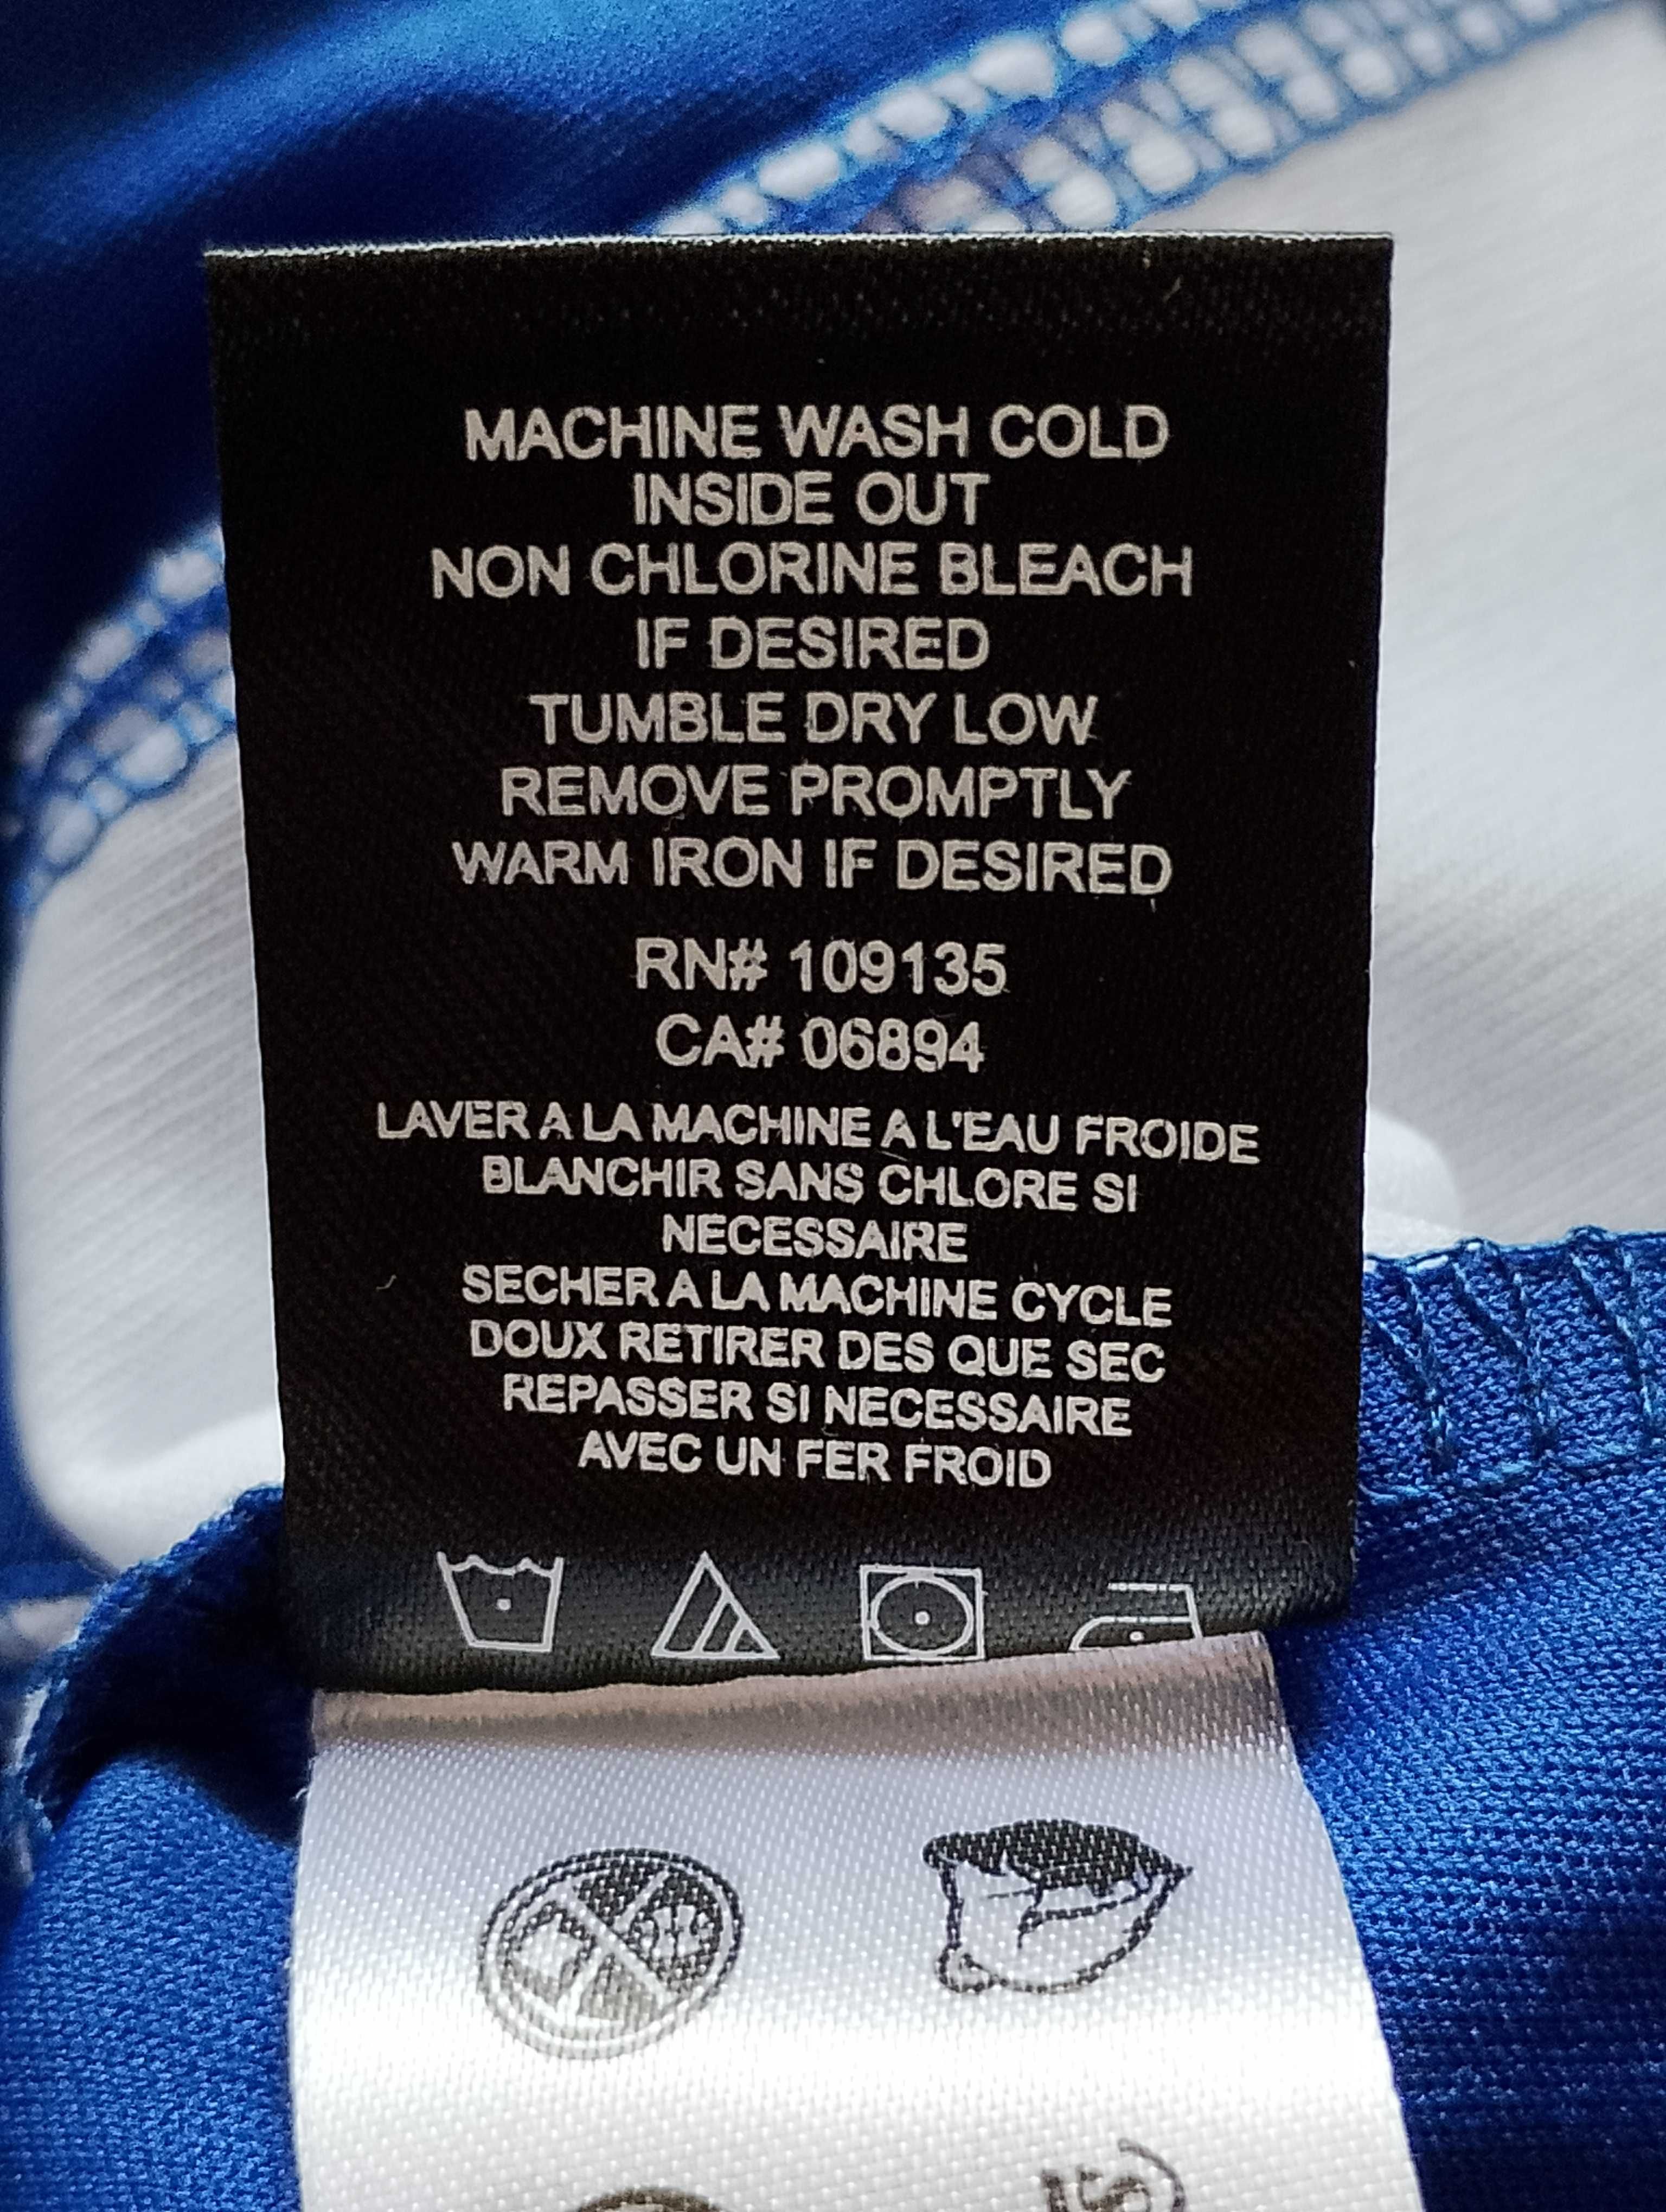 MACHINE WASH COLD
INSIDE OUT
NON CHLORINE BLEACH
IF DESIRED
TUMBLE DRY LOW
REMOVE PROMPTLY
WARM IRON IF DESIRED
RN# 109135
CA# 06894
LAVER A LA MACHINE A L'EAU FROIDE
BLANCHIR SANS CHLORE SI
NECESSAIRE
SECHER A LA MACHINE CYCLE
DOUX RETIRER DES QUE SEC
REPASSER SI NECESSAIRE
AVEC UN FER FROID